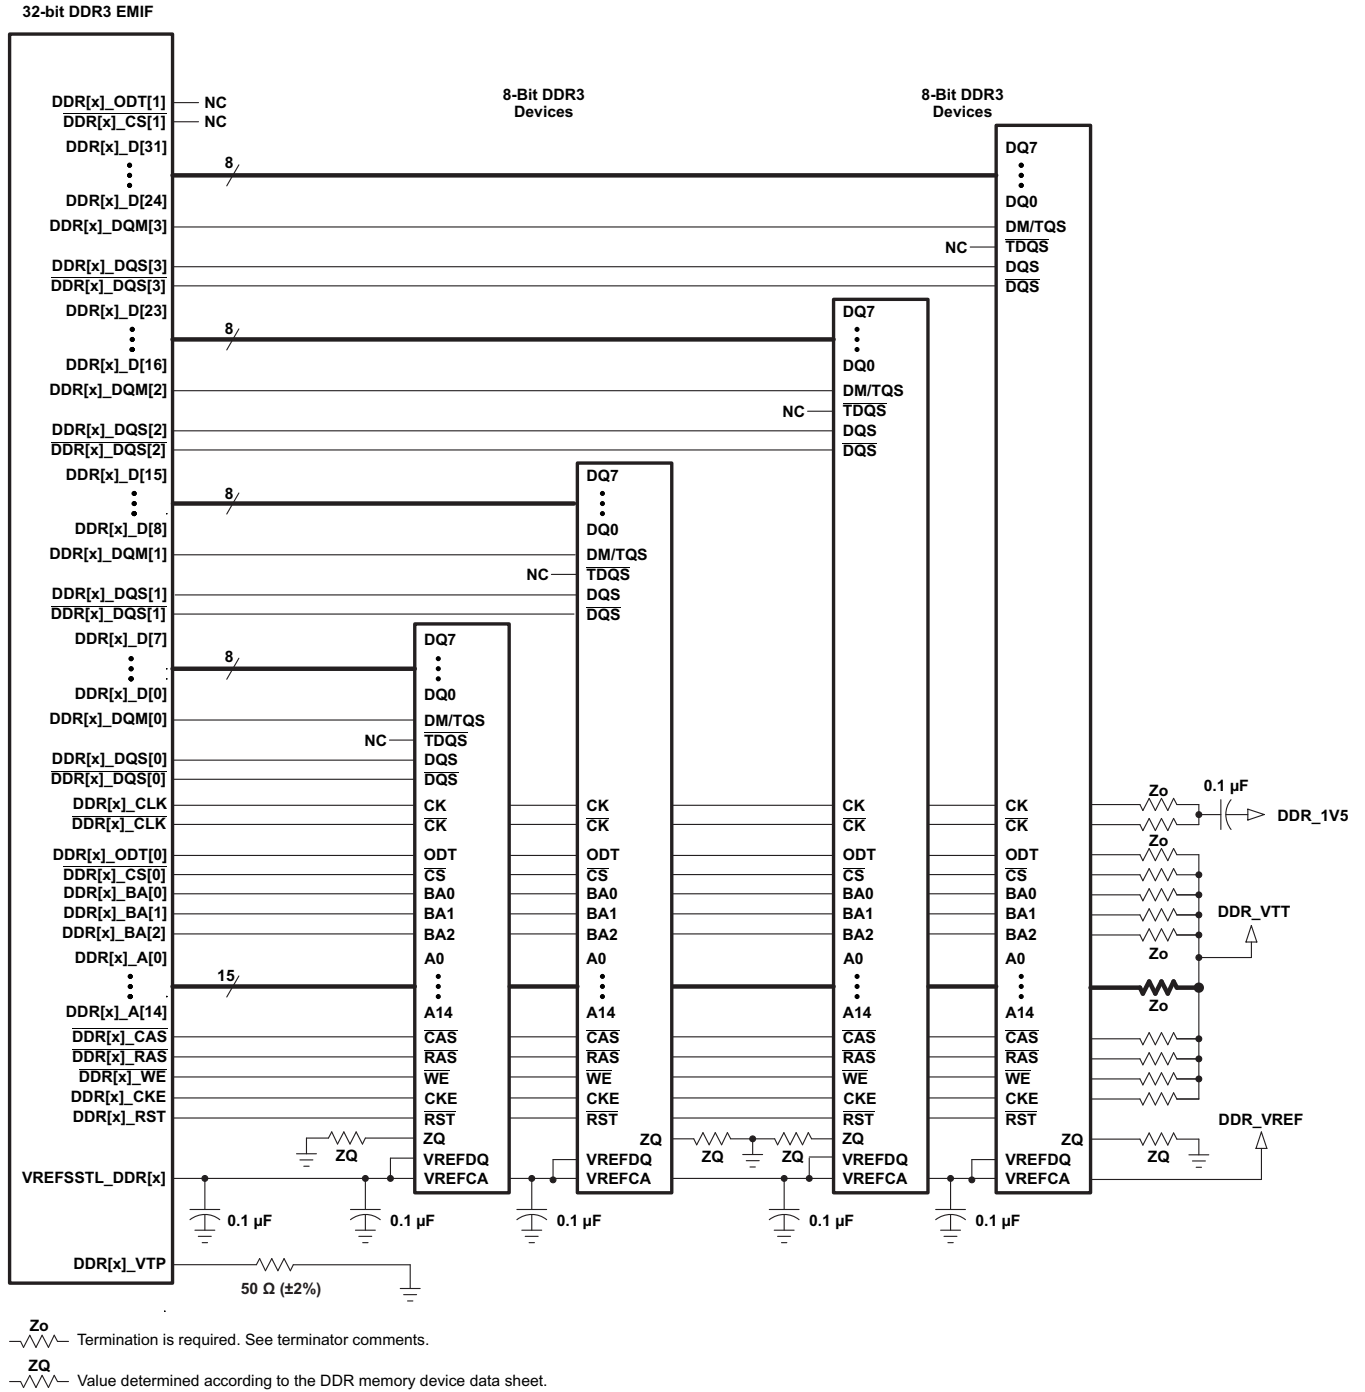 32-bit DDR3 EMIF
8-Bit DDR3
Devices
8-Bit DDR3
Devices
DDR[x]_ODT[1]
NC
DDR[x]_CS[1]
NC
DDR[x]_D[31]
8
DDR[x]_D[24]
DDR[x]_DQM[3]
DDR[x]_DQS[3]
DDR[x]_DQS[3]
DQ7
DQ0
DM/TQS
NC
TDQS
DQS
DQS
DDR[x]_D[23]
8
DDR[x]_D[16]
DDR[x]_DQM[2]
DDR[x]_DQS[2]
DDR[x]_DQS[2]
DQ7
DQ0
DM/TQS
NC
TDQS
DQS
DQS
DDR[x]_D[15]
8
DDR[x]_D[8]
DDR[x]_DQM[1]
DDR[x]_DQS[1]
DDR[x]_DQS[1]
DQ7
DQ0
DM/TQS
NC
TDQS
DQS
DQS
DDR[x]_D[7]
8
DDR[x]_D[0]
DDR[x]_DQM[0]
DDR[x]_DQS[0]
DDR[x]_DQS[0]
DQ7
DQ0
DM/TQS
NC
TDQS
DQS
DQS
DDR[x]_CLK
CK CK CK CK
Zo
0.1 µF
DDR_1V5
DDR[x]_CLK
CK CK CK CK
Zo
DDR[x]_ODT[0]
ODT ODT ODT ODT
DDR[x]_CS[0]
CS CS CS CS
DDR[x]_BA[0]
BA0 BA0 BA0 BA0
DDR[x]_BA[1]
BA1 BA1 BA1 BA1
DDR_VTT
DDR[x]_BA[2]
BA2 BA2 BA2 BA2
Zo
DDR[x]_A[0]
A0 A0 A0 A0
15
Zo
DDR[x]_A[14]
A14 A14 A14 A14
DDR[x]_CAS
CAS CAS CAS CAS
DDR[x]_RAS
RAS RAS RAS RAS
DDR[x]_WE
WE WE WE WE
DDR[x]_CKE
CKE CKE CKE CKE
DDR[x]_RST
RST RST RST RST
DDR_VREF
ZQ ZQ ZQ ZQ
ZQ ZQ ZQ ZQ
VREFDQ VREFDQ VREFDQ VREFDQ
VREFSSTL_DDR[x]
VREFCA VREFCA VREFCA VREFCA
0.1 µF 0.1 µF 0.1 µF 0.1 µF 0.1 µF
DDR[x]_VTP
50 Ω (±2%)
Zo
Termination is required. See terminator comments.
ZQ
Value determined according to the DDR memory device data sheet.